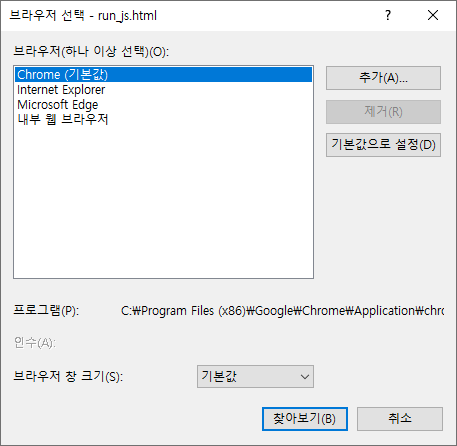 브라우저 선택 - run_js.html
브라우저(하나 이상 선택)(O):
Chrome (기본값)
Internet Explorer
Microsoft Edge
내부 웹 브라우저
추가(A)...
제거(R)
기본값으로 설정(D)
프로그램(P): C:₩Program Files (x86)₩Google₩Chrome₩Application₩chro
인수(A):
브라우저 창 크기(S): 기본값
찾아보기(B) 취소